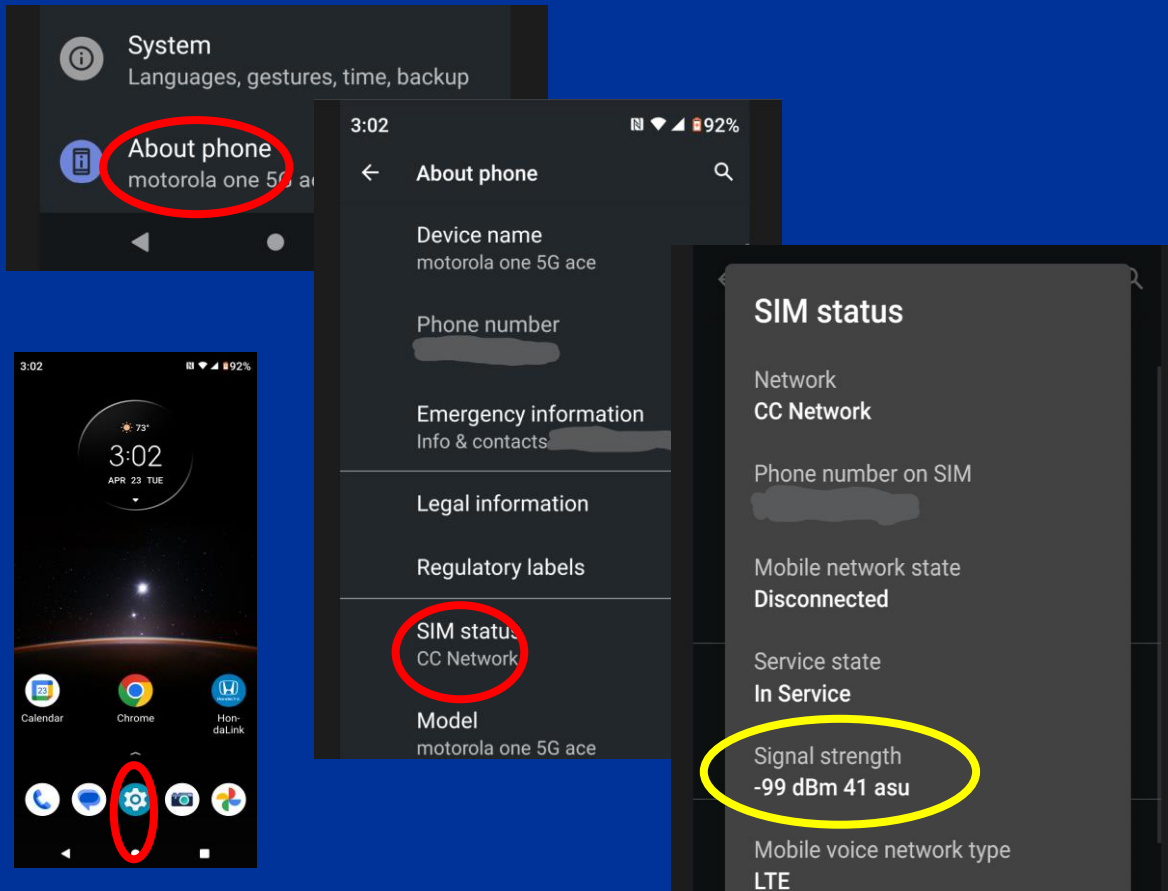 System
Languages, gestures, time, backup
About phone
motorola one 5G a
3:02
92%
About phone
Device name
motorola one 5G ace
Phone number
Emergency information
Info & contacts
Legal information
Regulatory labels
SIM status
CC Network
Model
motorola one 5G ace
3:02
92%
73°
3:02
APR 23 TUE
23
Calendar
Chrome
Hon-
daLink
SIM status
Network
CC Network
Phone number on SIM
Mobile network state
Disconnected
Service state
In Service
Signal strength
-99 dBm 41 asu
Mobile voice network type
LTE